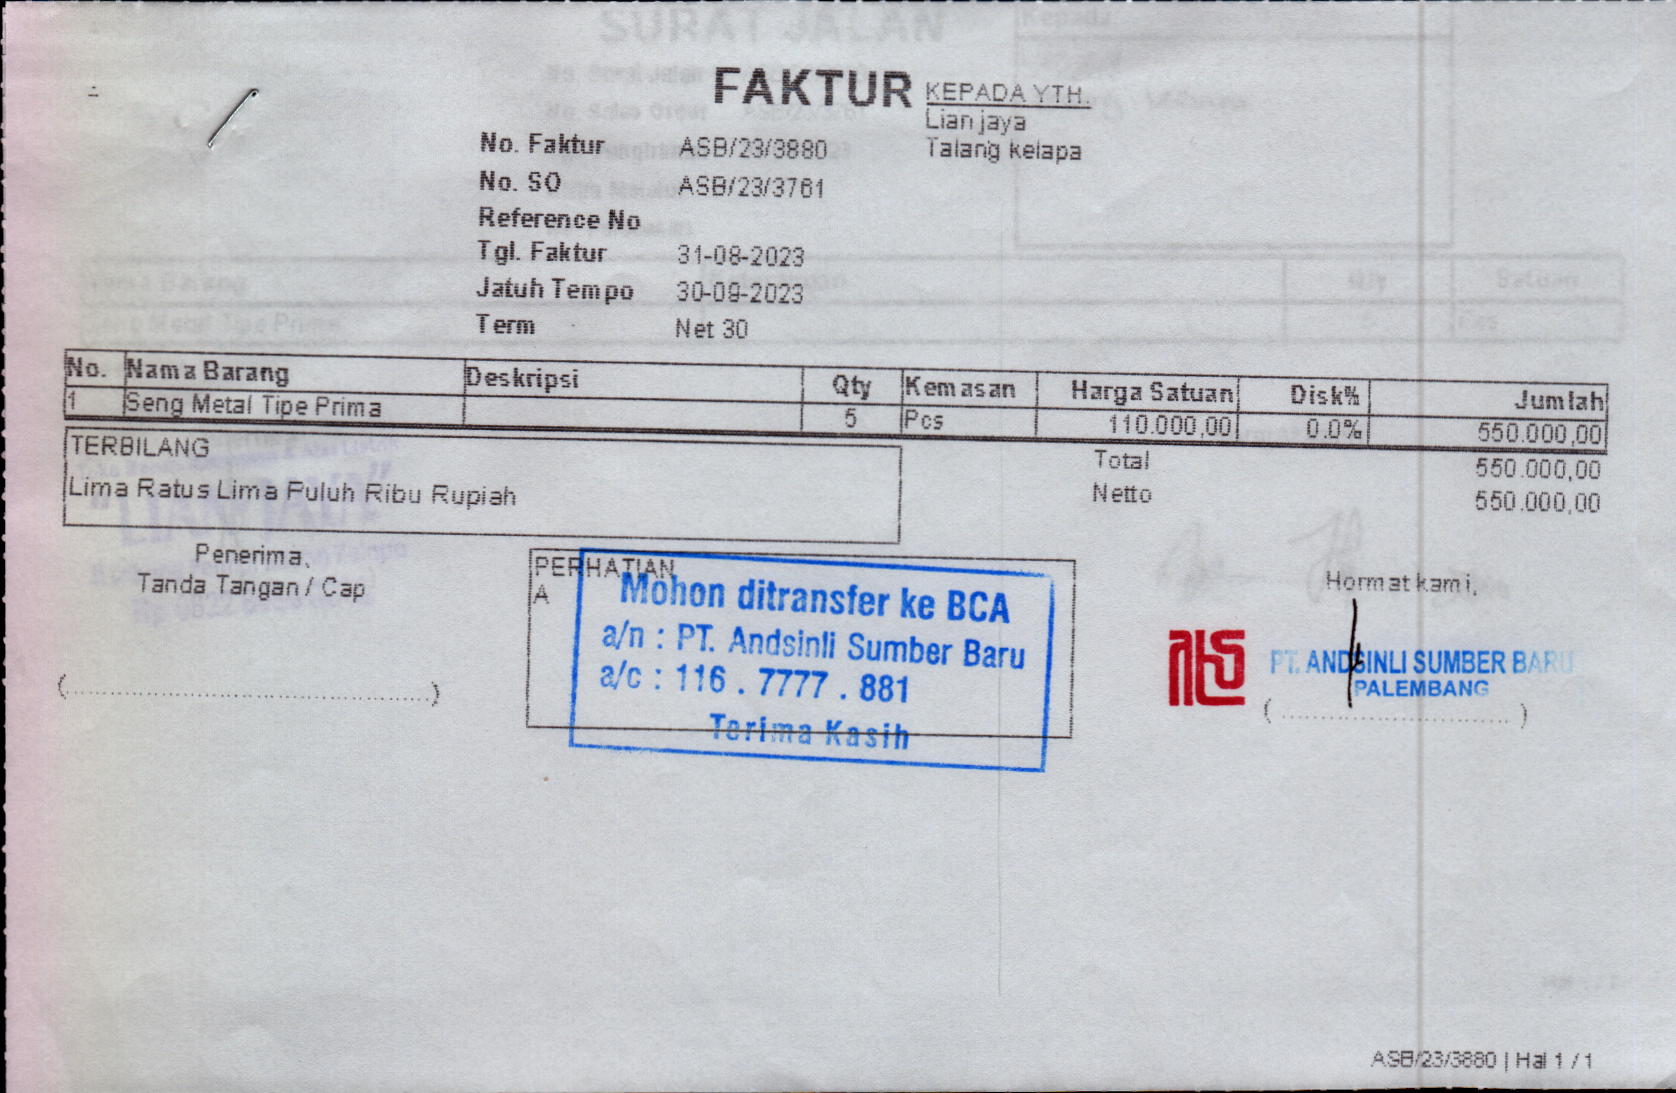 SURAT JALAN
FAKTUR
KEPADA YTH.
Lian jaya
Talang kelapa
No. Faktur ASB/23/3880
No. SO ASB/23/3761
Reference No
Tgl. Faktur 31-08-2023
Jatuh Tempo 30-09-2023
Term Net 30
No. Nama Barang Deskripsi Qty Kemasan Harga Satuan Disk% Jumlah
1 Seng Metal Tipe Prima 5 Pcs 110.000,00 0.0% 550.000,00
TERBILANG
Lima Ratus Lima Puluh Ribu Rupiah
Total 550.000,00
Netto 550.000,00
Penerima,
Tanda Tangan / Cap
(........................................)
PERHATIAN
A
Mohon ditransfer ke BCA
a/n : PT. Andsinli Sumber Baru
a/c : 116 . 7777 . 881
Terima Kasih
Hormat kami,
PT. ANDSINLI SUMBER BARU
PALEMBANG
(................................)
ASB/23/3880 | Hal 1 / 1